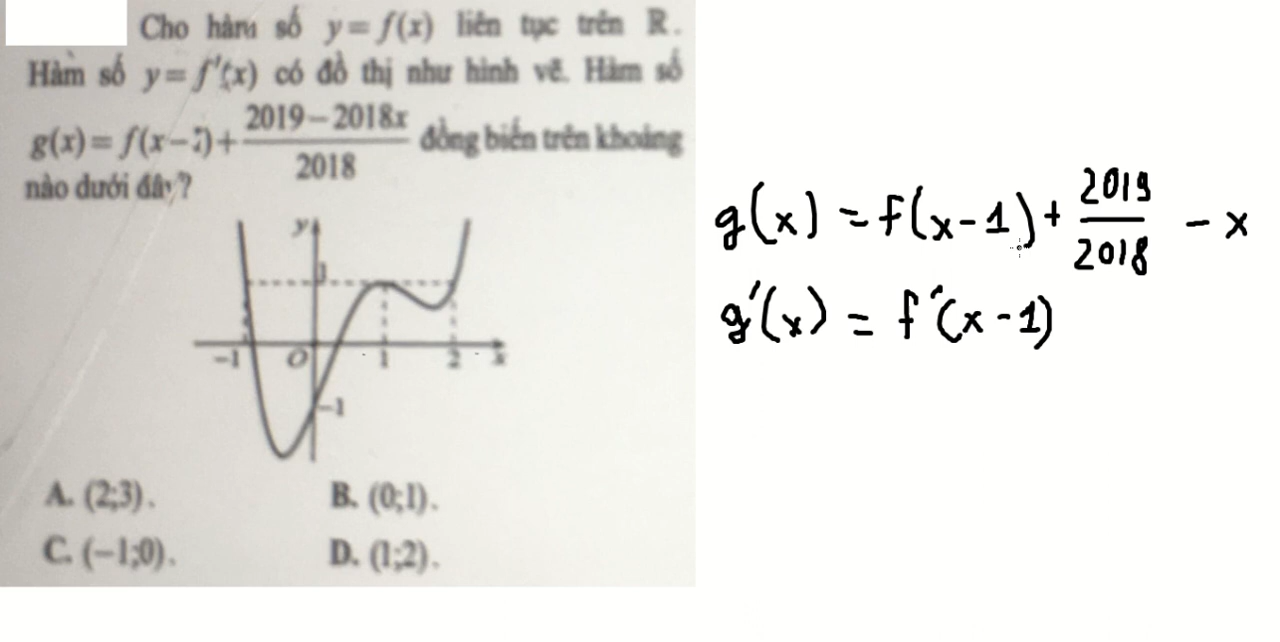 Cho hàm số y = f(x) liên tục trên R.
Hàm số y = f'(x) có đồ thị như hình vẽ. Hàm số
g(x) = f(x-1) + \frac{2019-2018x}{2018} đồng biến trên khoảng
nào dưới đây?
y
1
-1 O 1 2 x
-1
A. (2;3). B. (0;1).
C. (-1;0). D. (1;2).
g(x) = f(x-1) + \frac{2019}{2018} - x
g'(x) = f'(x-1)